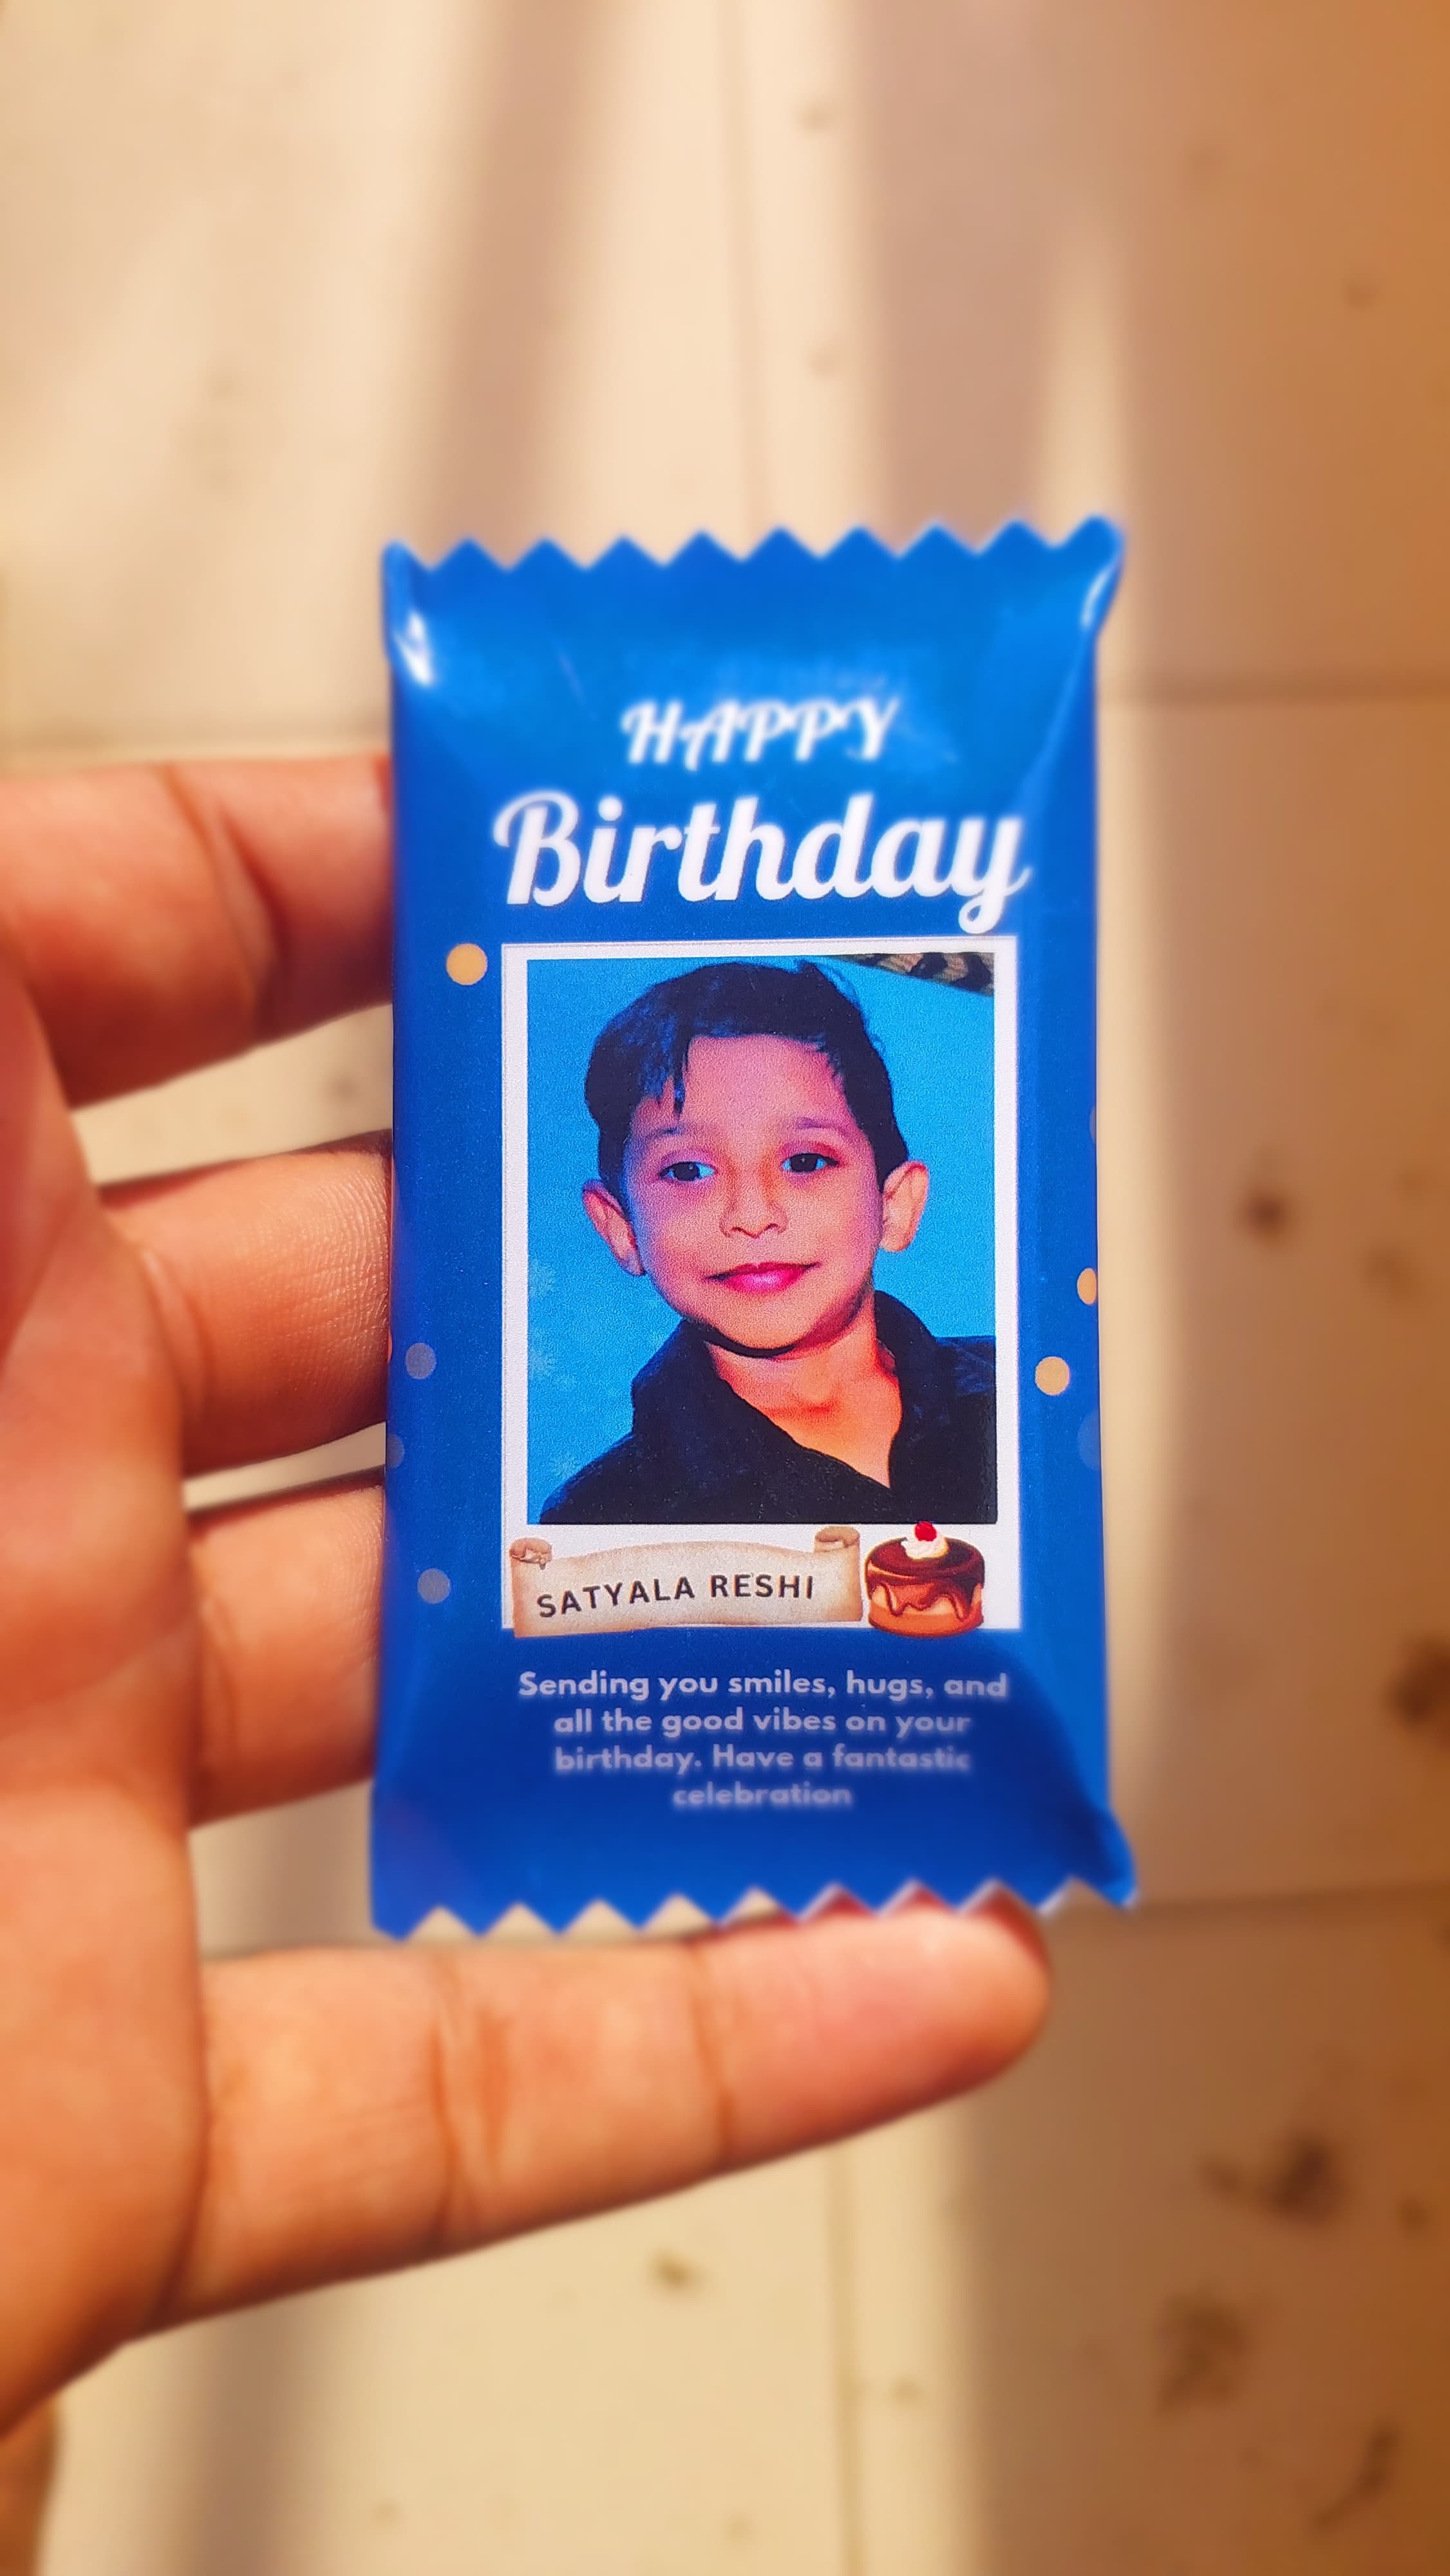 HAPPY
Birthday
SATYALA RESHI
Sending you smiles, hugs, and
all the good vibes on your
birthday. Have a fantastic
celebration